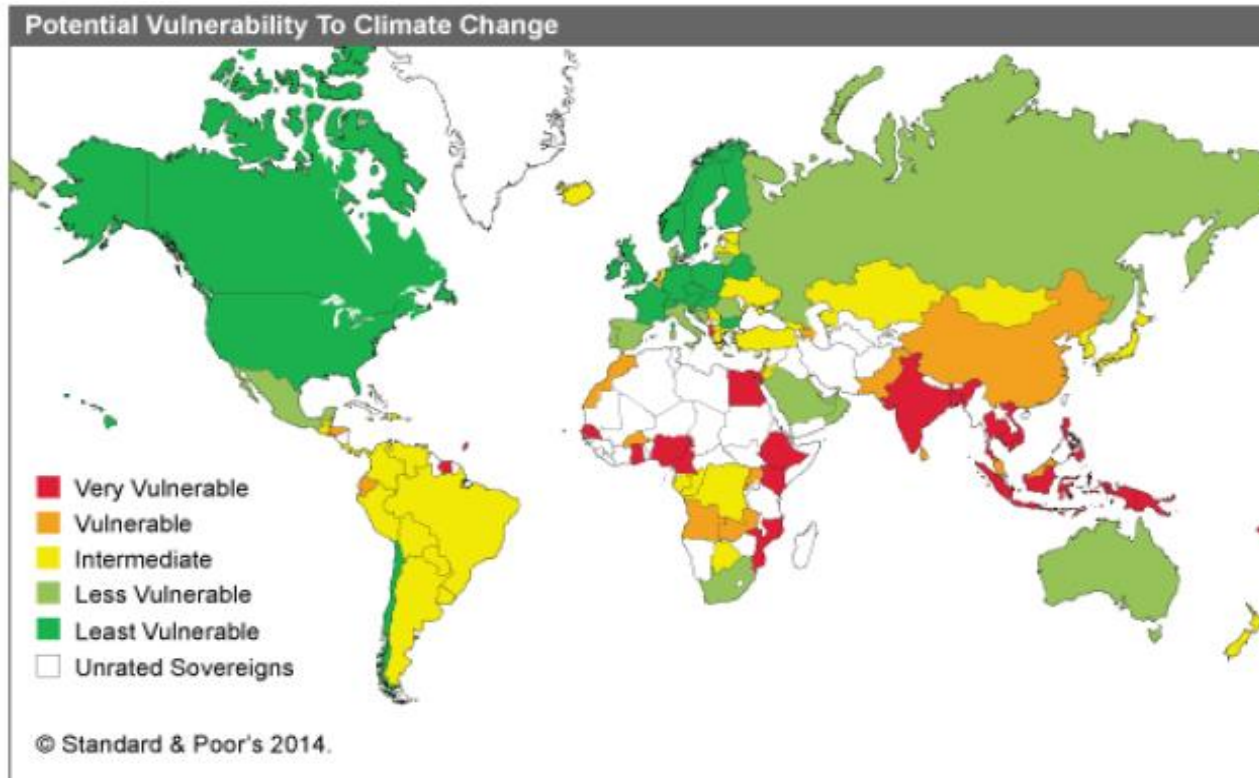 Potential Vulnerability To Climate Change
Very Vulnerable
Vulnerable
Intermediate
Less Vulnerable
Least Vulnerable
Unrated Sovereigns
© Standard & Poor's 2014.